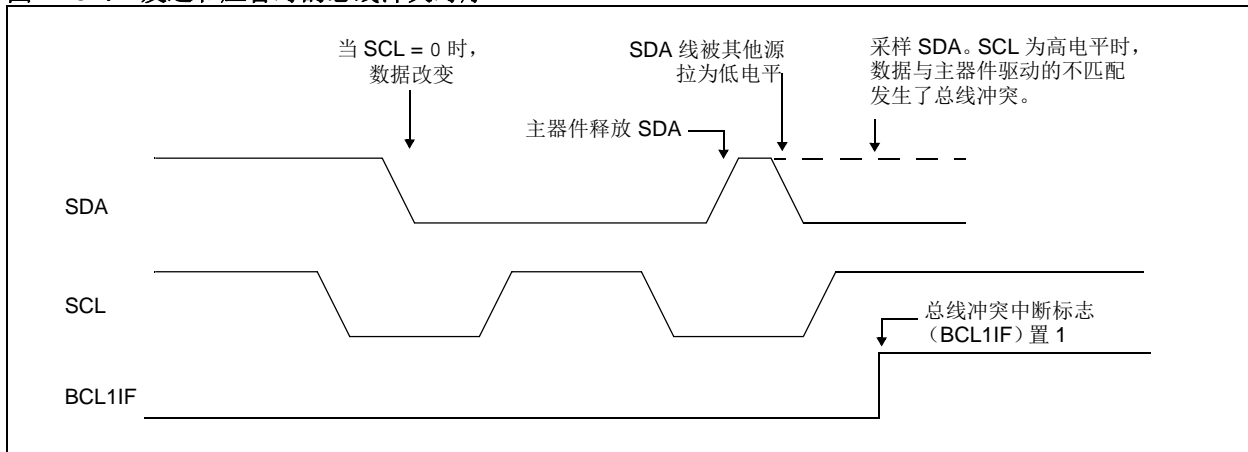 当 SCL = 0 时，
数据改变
SDA 线被其他源
拉为低电平
采样 SDA。SCL 为高电平时，
数据与主器件驱动的不匹配
发生了总线冲突。
主器件释放 SDA
SDA
SCL
总线冲突中断标志
（BCL1IF）置 1
BCL1IF